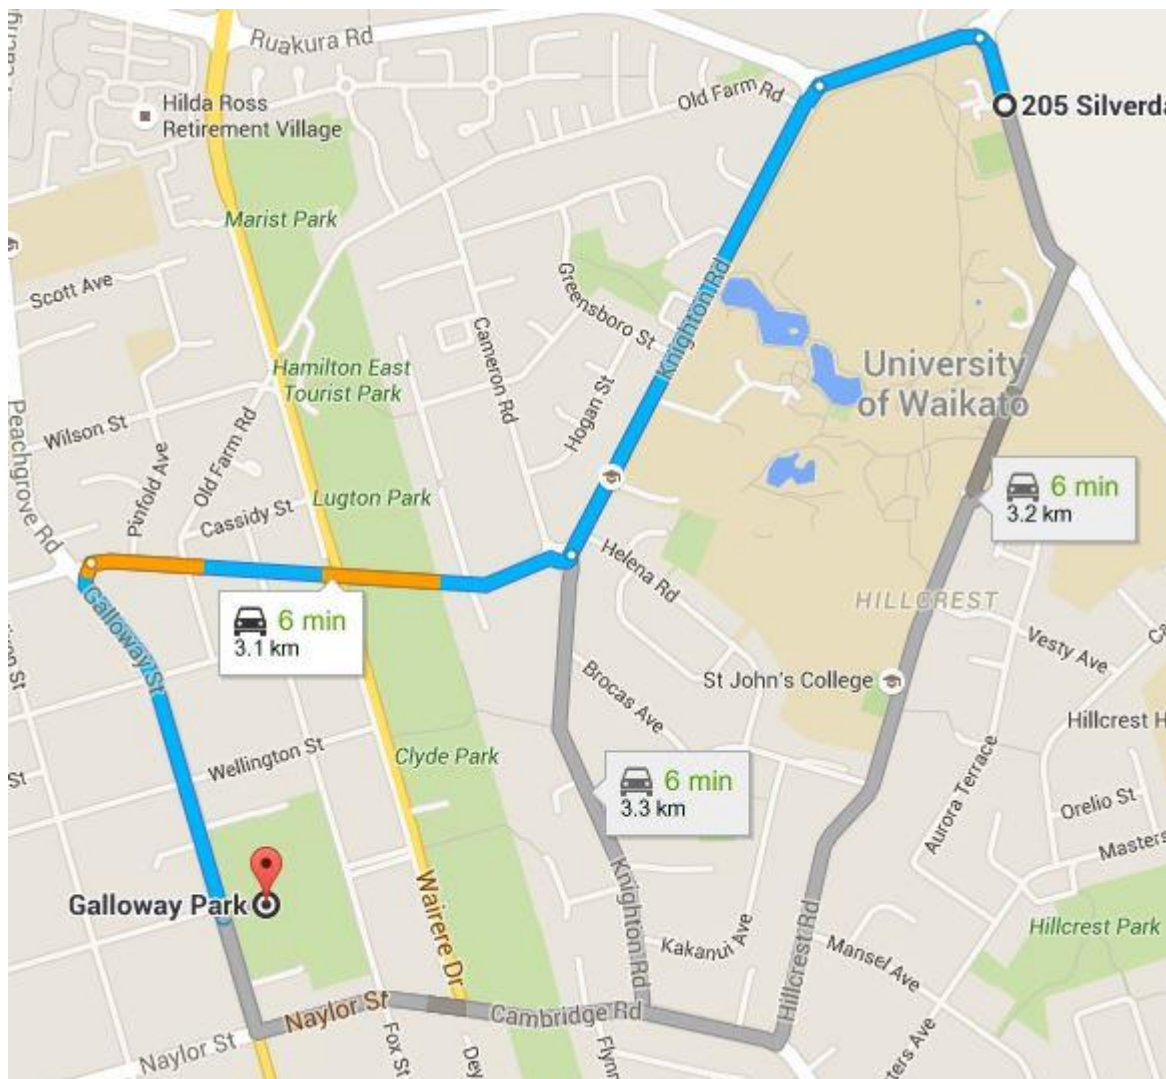 Ruakura Rd
Old Farm Rd
205 Silverda
Hilda Ross
Retirement Village
Marist Park
Scott Ave
Greensboro St
Knighton Rd
Cameron Rd
Hamilton East
Tourist Park
University
of Waikato
Hogan St
Peachgrove Rd
Wilson St
Pinfold Ave
Old Farm Rd
Cassidy St
Lugton Park
6 min
3.2 km
Helena Rd
HILLCREST
Galloway St
6 min
3.1 km
Vesty Ave
St John's College
Brocas Ave
Hillcrest H
Wellington St
Clyde Park
6 min
3.3 km
Aurora Terrace
Orelio St
Masters
Galloway Park
Wairere Dr
Knighton Rd
Kakanui Ave
Hillcrest Rd
Mansel Ave
Hillcrest Park
Naylor St
Cambridge Rd
Naylor St
Fox St
Dey
Flynn
ters Ave
St